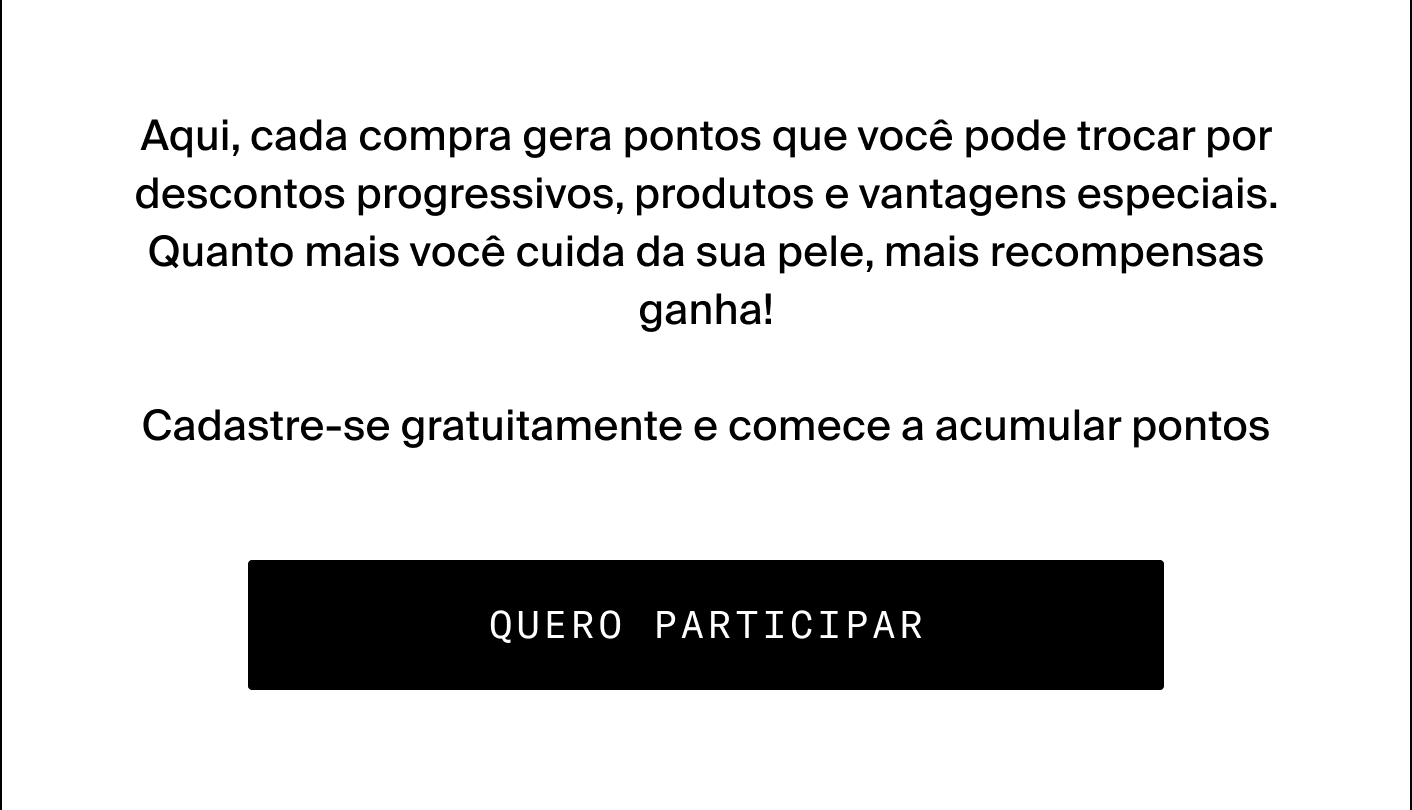 Aqui, cada compra gera pontos que você pode trocar por
descontos progressivos, produtos e vantagens especiais.
Quanto mais você cuida da sua pele, mais recompensas
ganha!
Cadastre-se gratuitamente e comece a acumular pontos
QUERO PARTICIPAR